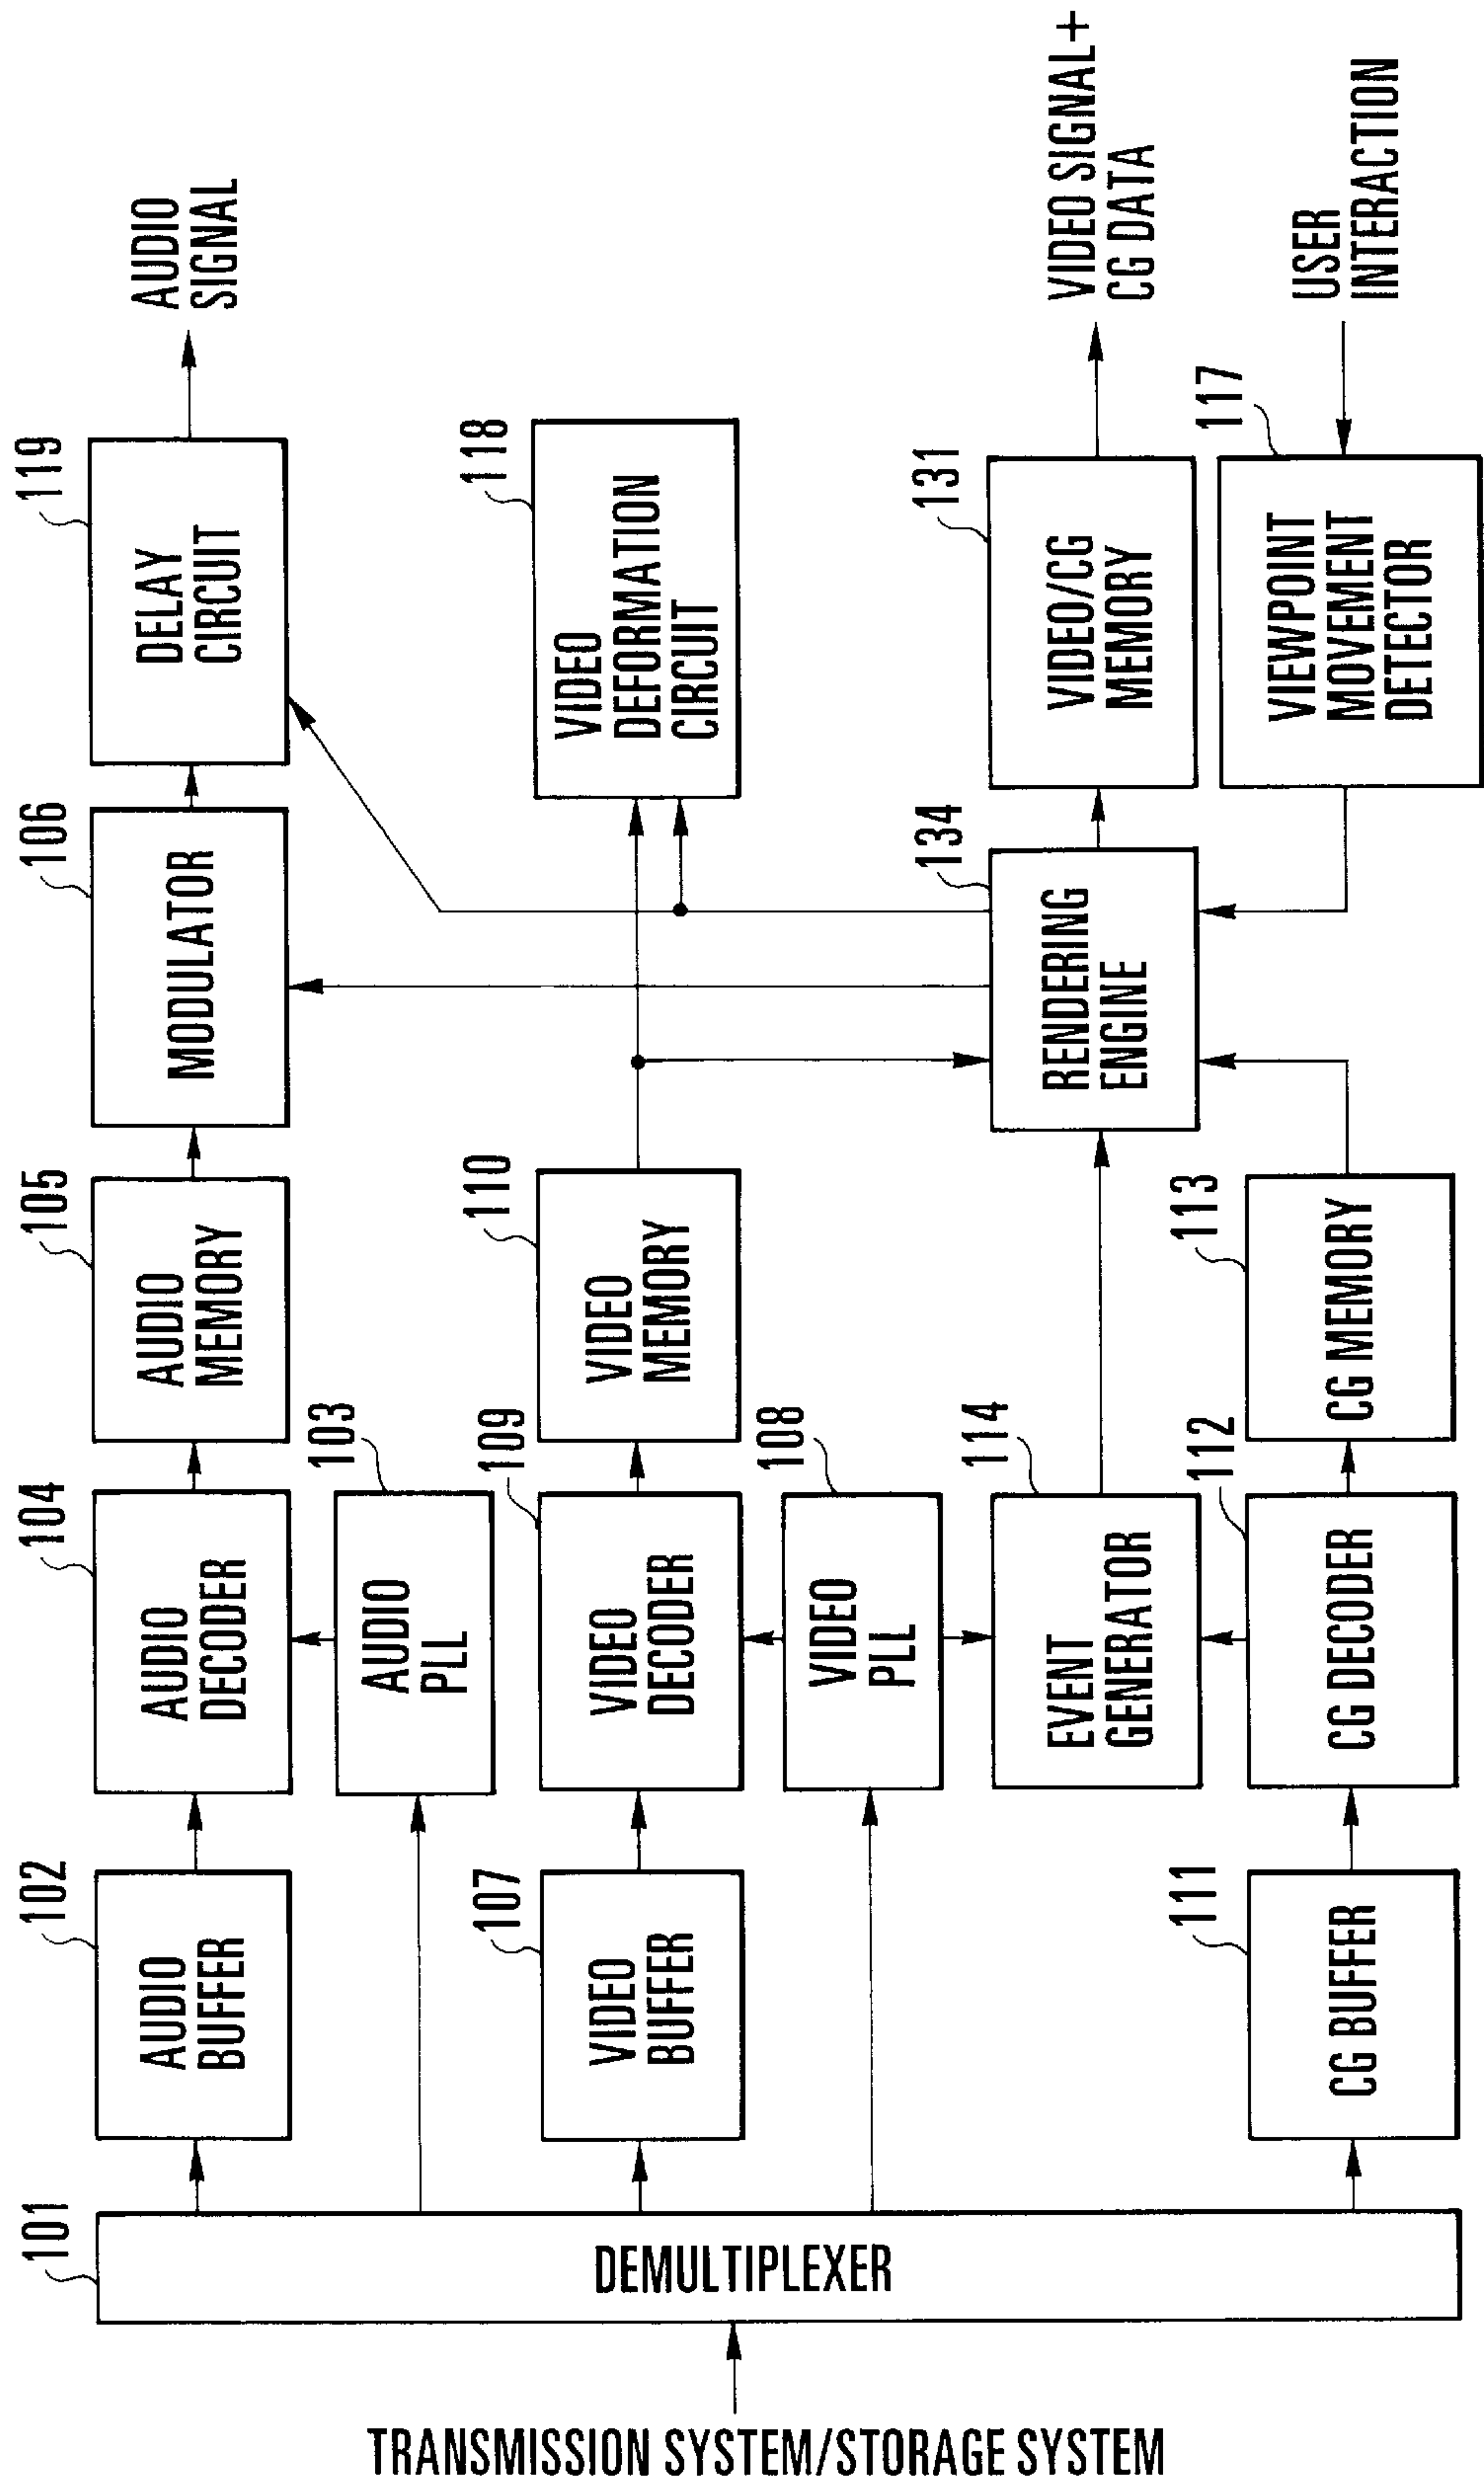 TRANSMISSION SYSTEM/STORAGE SYSTEM
101
DEMULTIPLEXER
102
AUDIO
BUFFER
104
AUDIO
DECODER
105
AUDIO
MEMORY
106
MODULATOR
119
DELAY
CIRCUIT
AUDIO
SIGNAL
103
AUDIO
PLL
107
VIDEO
BUFFER
109
VIDEO
DECODER
110
VIDEO
MEMORY
118
VIDEO
DEFORMATION
CIRCUIT
108
VIDEO
PLL
114
EVENT
GENERATOR
134
RENDERING
ENGINE
131
VIDEO/CG
MEMORY
VIDEO SIGNAL+
CG DATA
111
CG BUFFER
112
CG DECODER
113
CG MEMORY
117
VIEWPOINT
MOVEMENT
DETECTOR
USER
INTERACTION